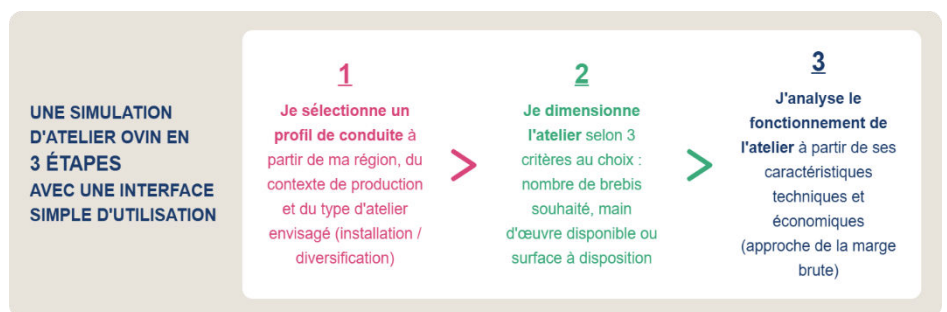 UNE SIMULATION
D'ATELIER OVIN EN
3 ÉTAPES
AVEC UNE INTERFACE
SIMPLE D'UTILISATION
1
Je sélectionne un
profil de conduite à
partir de ma région, du
contexte de production
et du type d'atelier
envisagé (installation /
diversification)
>
2
Je dimensionne
l'atelier selon 3
critères au choix :
nombre de brebis
souhaité, main
d'œuvre disponible ou
surface à disposition
>
3
J'analyse le
fonctionnement de
l'atelier à partir de ses
caractéristiques
techniques et
économiques
(approche de la marge
brute)